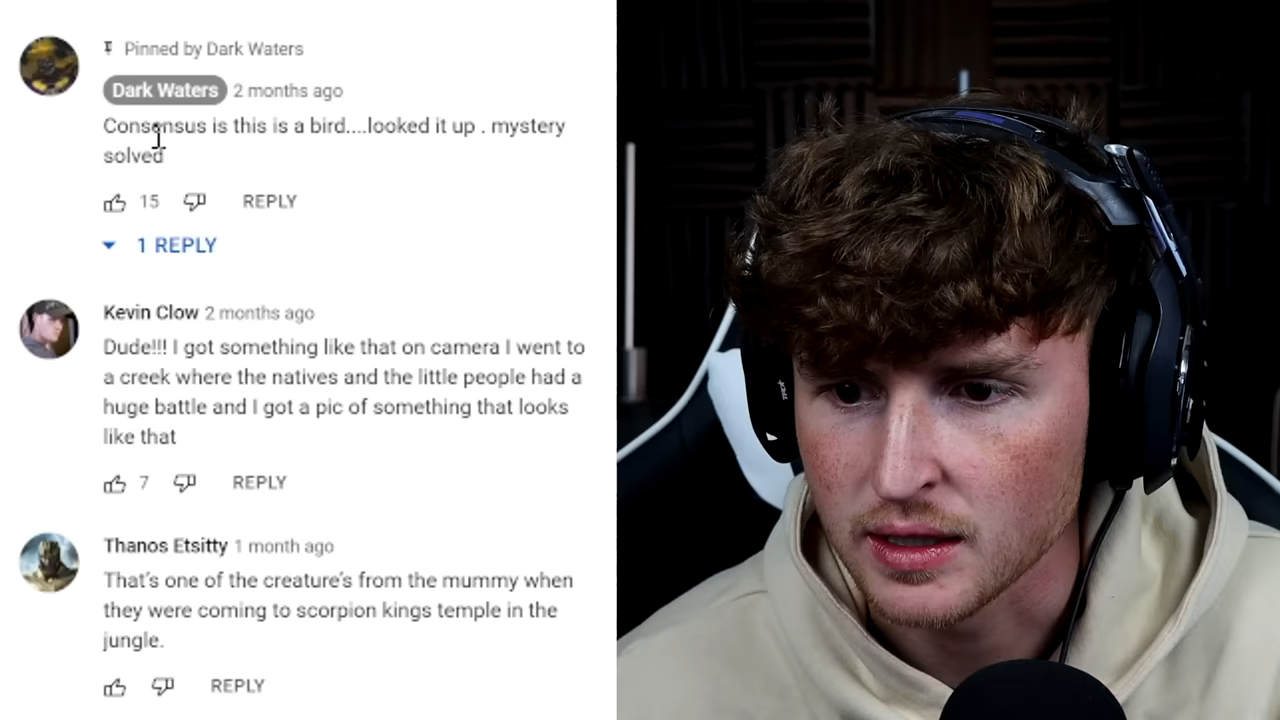 Pinned by Dark Waters
Dark Waters 2 months ago
Consensus is this is a bird....looked it up . mystery
solved
15 REPLY
1 REPLY
Kevin Clow 2 months ago
Dude!!! I got something like that on camera I went to
a creek where the natives and the little people had a
huge battle and I got a pic of something that looks
like that
7 REPLY
Thanos Etsitty 1 month ago
That's one of the creature's from the mummy when
they were coming to scorpion kings temple in the
jungle.
REPLY